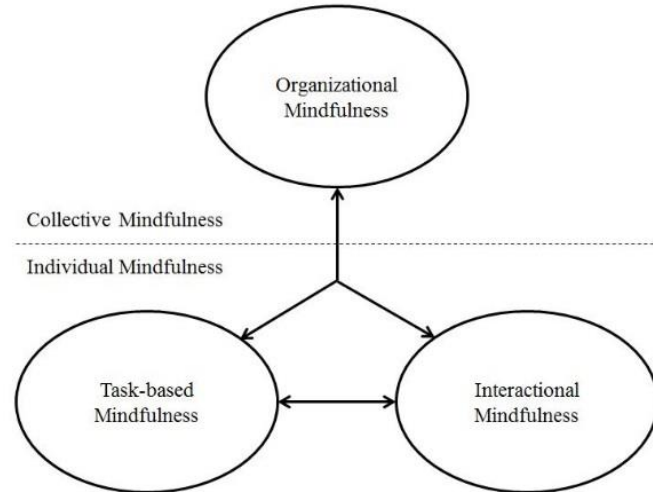 Organizational
Mindfulness
Collective Mindfulness
Individual Mindfulness
Task-based
Mindfulness
Interactional
Mindfulness